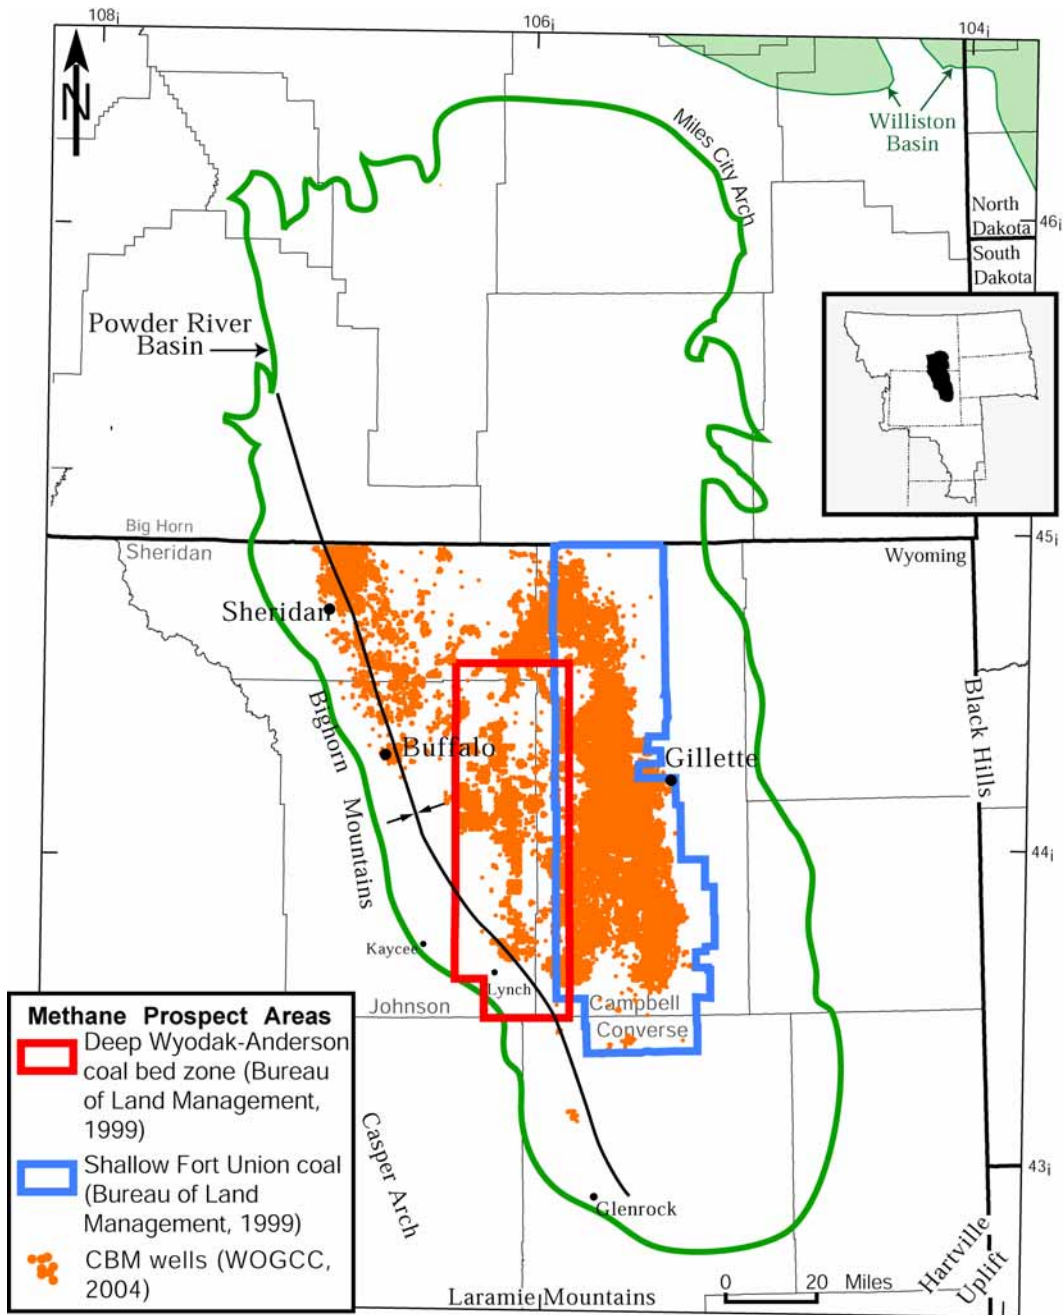 108¡
106¡
104¡
N
Miles City Arch
Williston
Basin
North
Dakota
46¡
South
Dakota
Powder River
Basin
Big Horn
Sheridan
45¡
Wyoming
Sheridan
Bighorn
Mountains
Buffalo
Gillette
Black Hills
44¡
Kaycee
Lynch
Johnson
Campbell
Converse
Methane Prospect Areas
Deep Wyodak-Anderson
coal bed zone (Bureau
of Land Management,
1999)
Shallow Fort Union coal
(Bureau of Land
Management, 1999)
CBM wells (WOGCC,
2004)
Casper Arch
43¡
Glenrock
Hartville
Uplift
0 20 Miles
Laramie Mountains